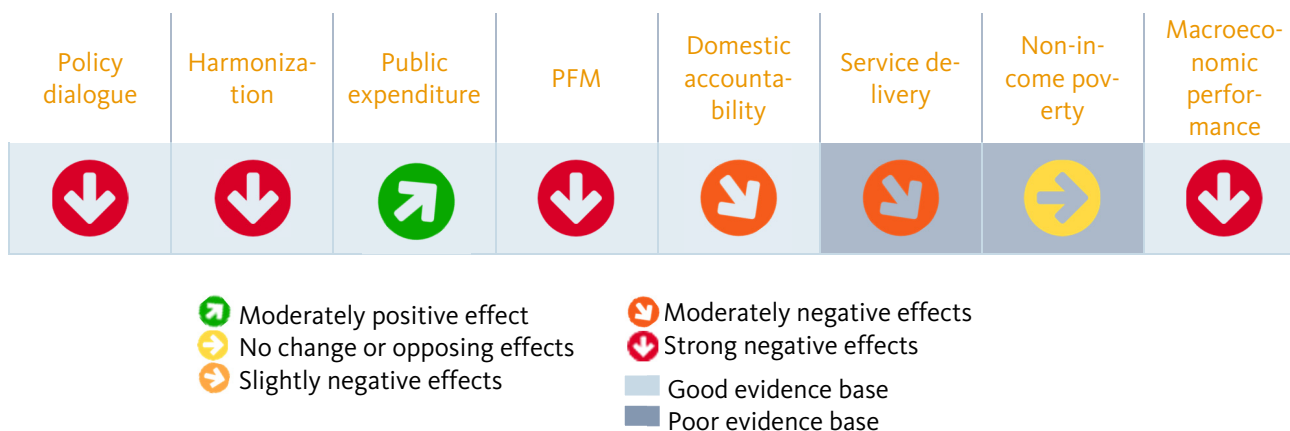 Policy
dialogue
Harmoniza-
tion
Public
expenditure
PFM
Domestic
accounta-
bility
Service de-
livery
Non-in-
come pov-
erty
Macroeco-
nomic
perfor-
mance
Moderately positive effect
No change or opposing effects
Slightly negative effects
Moderately negative effects
Strong negative effects
Good evidence base
Poor evidence base